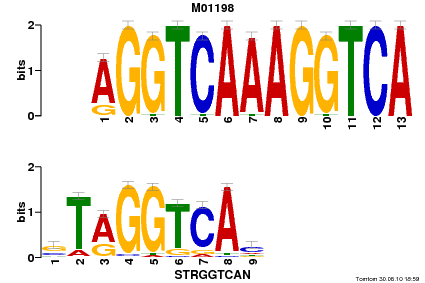 M01198
2
bits
1
0
AGGTCAAAGGTCA
G
1 2 3 4 5 6 7 8 9 10 11 12 13
2
bits
1
0
GTAGGTCAC
1 2 3 4 5 6 7 8 9
STRGGTCAN
Tomtom 30.06.10 18:59